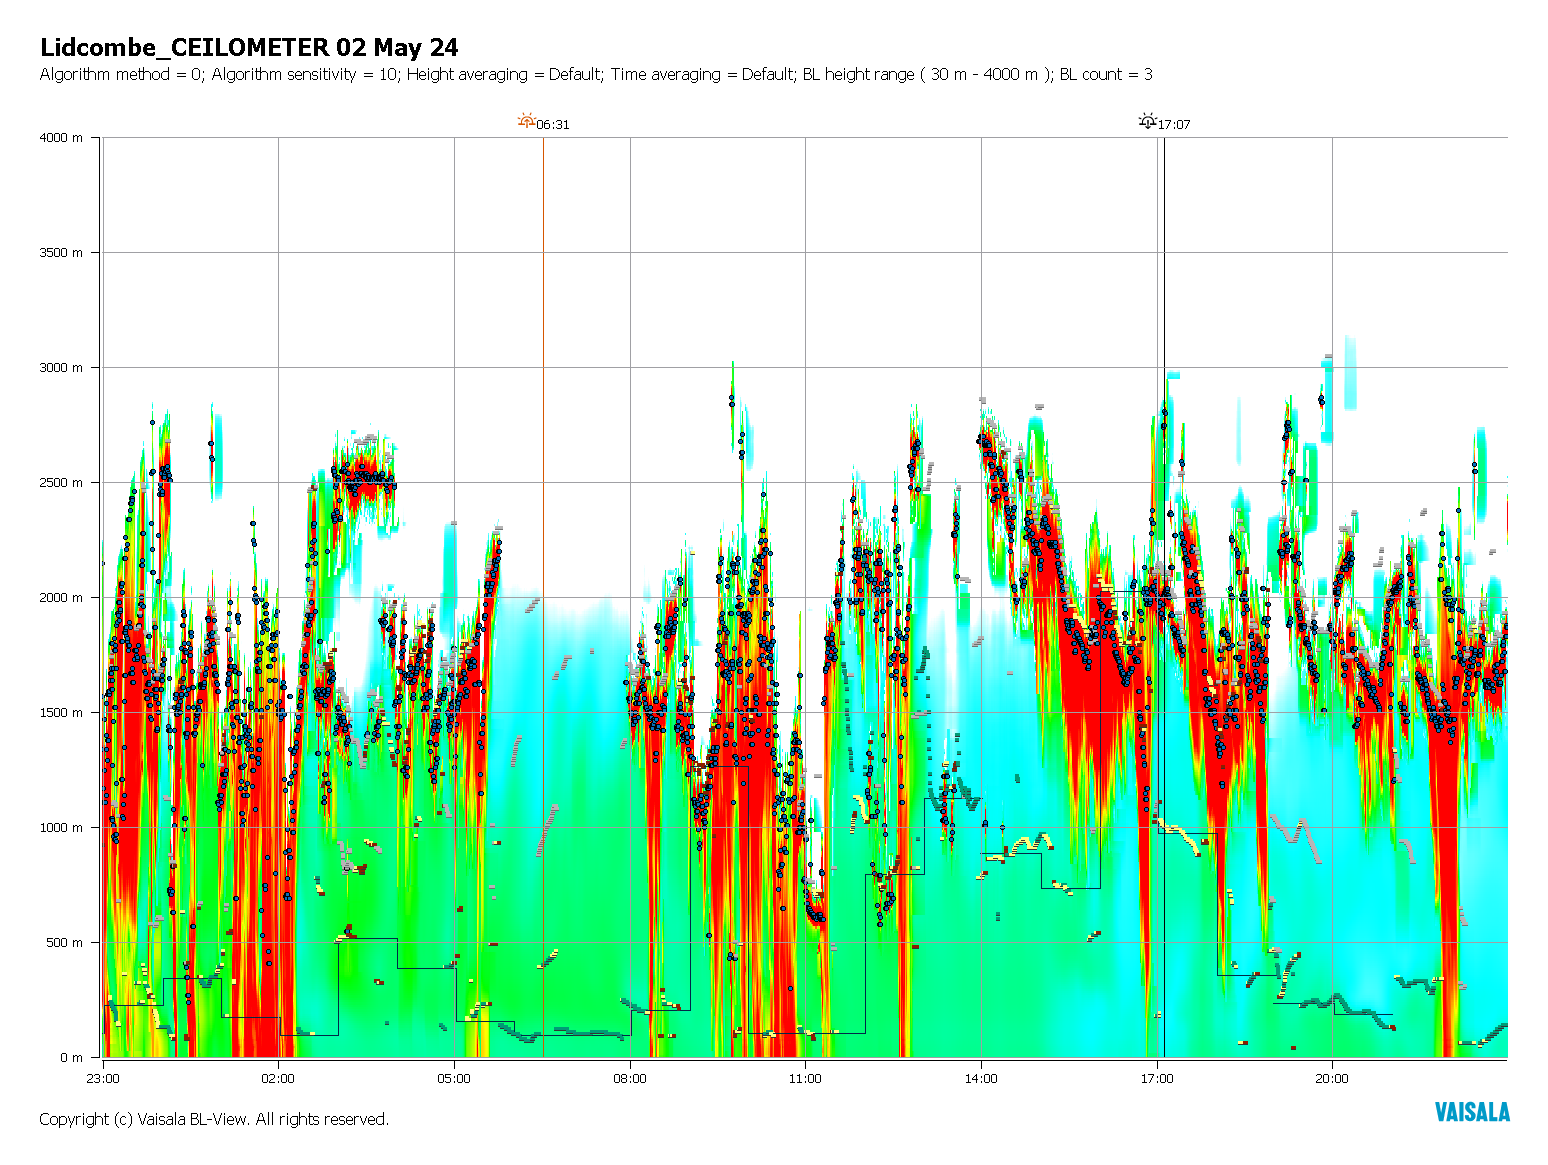 Lidcombe_CEILOMETER 02 May 24
Algorithm method = 0; Algorithm sensitivity = 10; Height averaging = Default; Time averaging = Default; BL height range ( 30 m - 4000 m ); BL count = 3
06:31
17:07
4000 m
3500 m
3000 m
2500 m
2000 m
1500 m
1000 m
500 m
0 m
23:00
02:00
05:00
08:00
11:00
14:00
17:00
20:00
Copyright (c) Vaisala BL-View. All rights reserved.
VAISALA